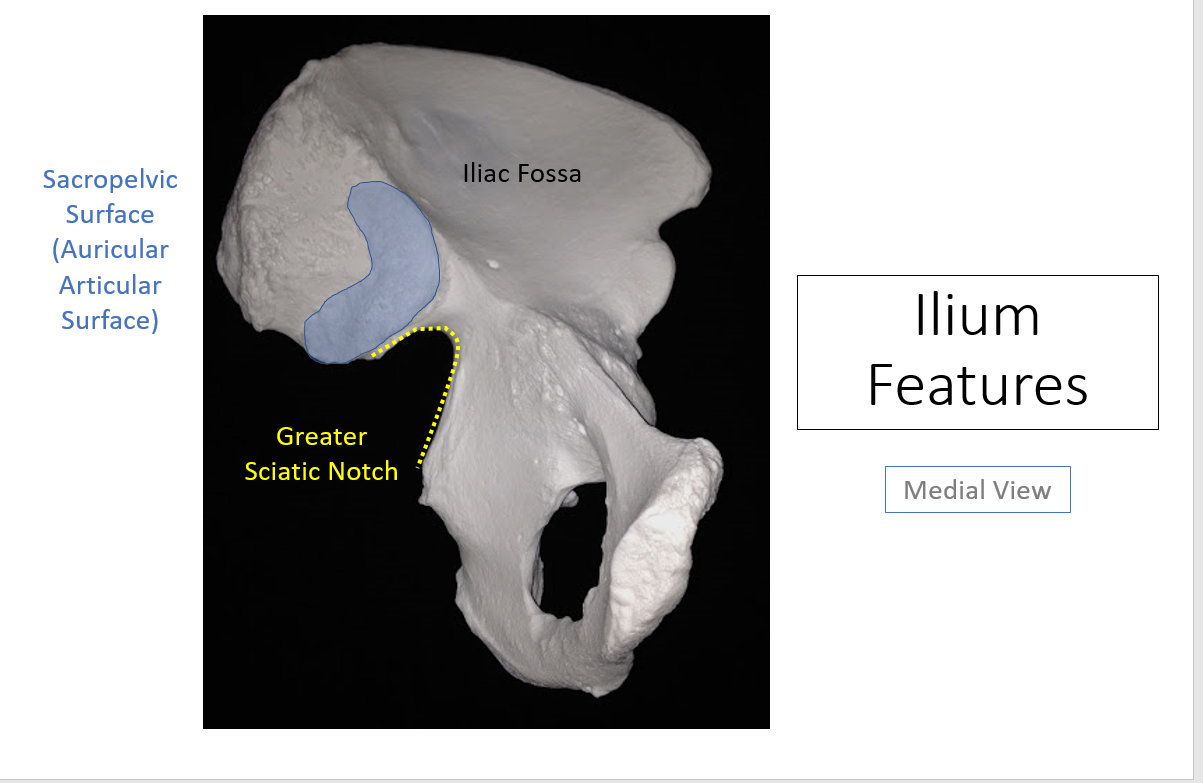 Sacropelvic
Surface
(Auricular
Articular
Surface)
Iliac Fossa
Greater
Sciatic Notch
Ilium
Features
Medial View